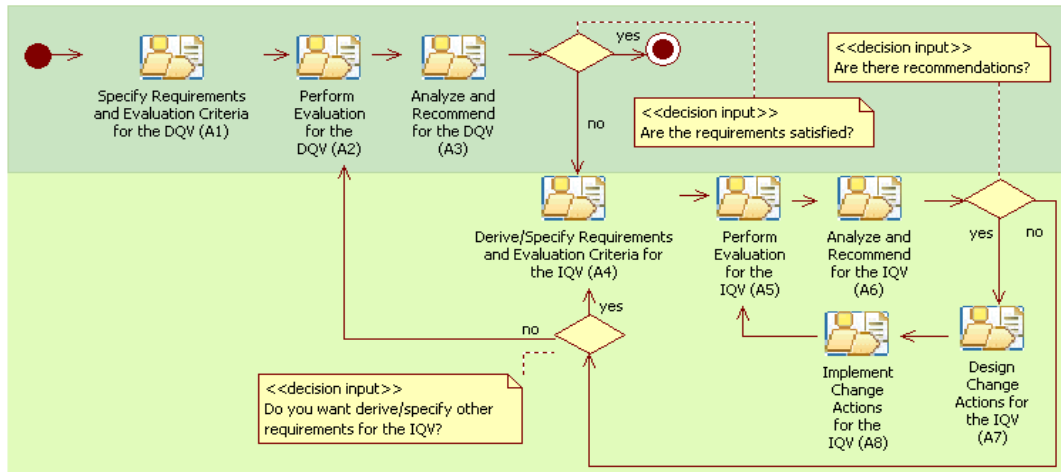 Specify Requirements
and Evaluation Criteria
for the DQV (A1)
Perform
Evaluation
for the
DQV (A2)
Analyze and
Recommend
for the DQV
(A3)
yes
no
<<decision input>>
Are the requirements satisfied?
<<decision input>>
Are there recommendations?
Derive/Specify Requirements
and Evaluation Criteria for
the IQV (A4)
Perform
Evaluation
for the
IQV (A5)
Analyze and
Recommend
for the IQV
(A6)
yes
no
Design
Change
Actions for
the IQV
(A7)
Implement
Change
Actions
for the
IQV (A8)
yes
no
<<decision input>>
Do you want derive/specify other
requirements for the IQV?